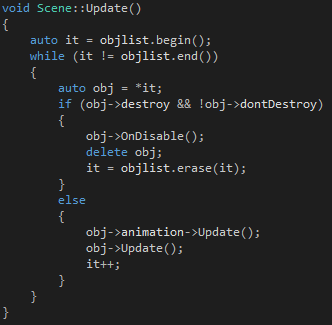 void Scene::Update()
{
    auto it = objlist.begin();
    while (it != objlist.end())
    {
        auto obj = *it;
        if (obj->destroy && !obj->dontDestroy)
        {
            obj->OnDisable();
            delete obj;
            it = objlist.erase(it);
        }
        else
        {
            obj->animation->Update();
            obj->Update();
            it++;
        }
    }
}